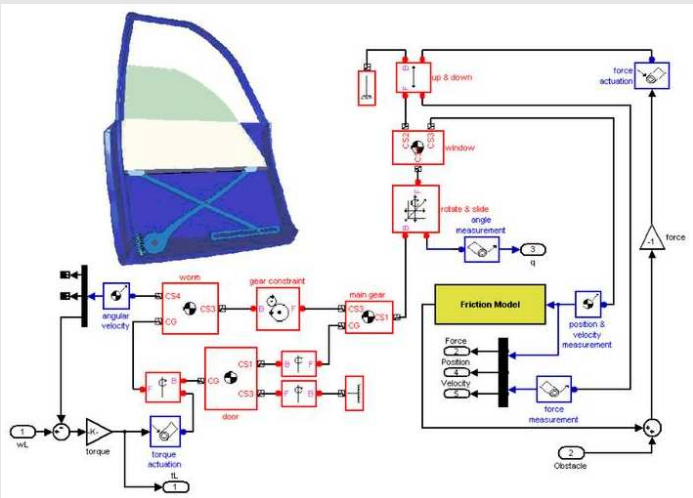 up & down
B
F
force
actuation
CS2
CS3
window
F
rotate & slide
B
angle
measurement
3
q
-1
force
worm
CS4
CS3
CG
angular
velocity
gear constraint
B
F
main gear
CS3
CG
CS1
Friction Model
position &
velocity
measurement
Force
2
Position
4
Velocity
5
force
measurement
F
B
CG
CS1
CS3
door
B
F
B
F
1
wL
-K-
torque
torque
actuation
tL
1
2
Obstacle